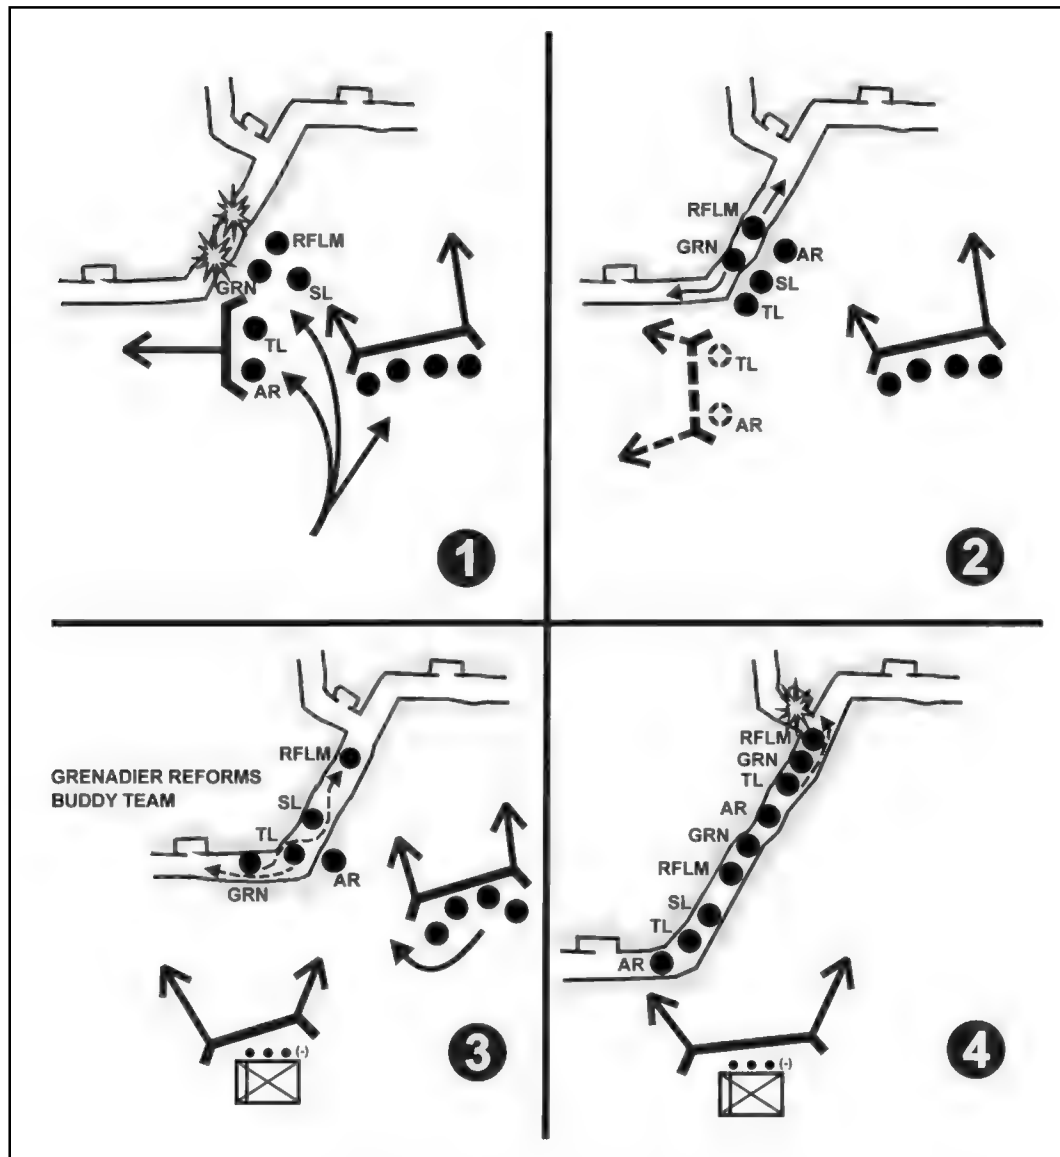 RFLM
GRN
SL
TL
AR
1
RFLM
GRN
AR
SL
TL
TL
AR
2
GRENADIER REFORMS
BUDDY TEAM
RFLM
SL
TL
GRN
AR
(-)
3
RFLM
GRN
TL
AR
GRN
RFLM
SL
TL
AR
(-)
4